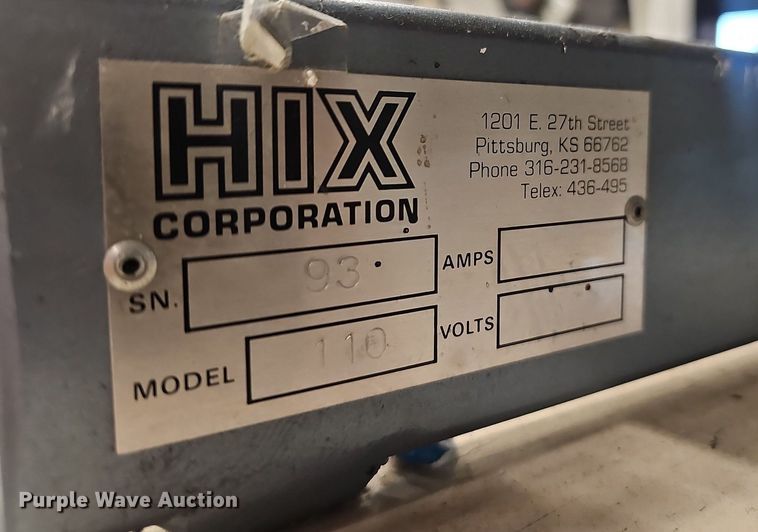 HIX
CORPORATION
1201 E. 27th Street
Pittsburg, KS 66762
Phone 316-231-8568
Telex: 436-495
SN. 93
AMPS
MODEL 110
VOLTS
Purple Wave Auction